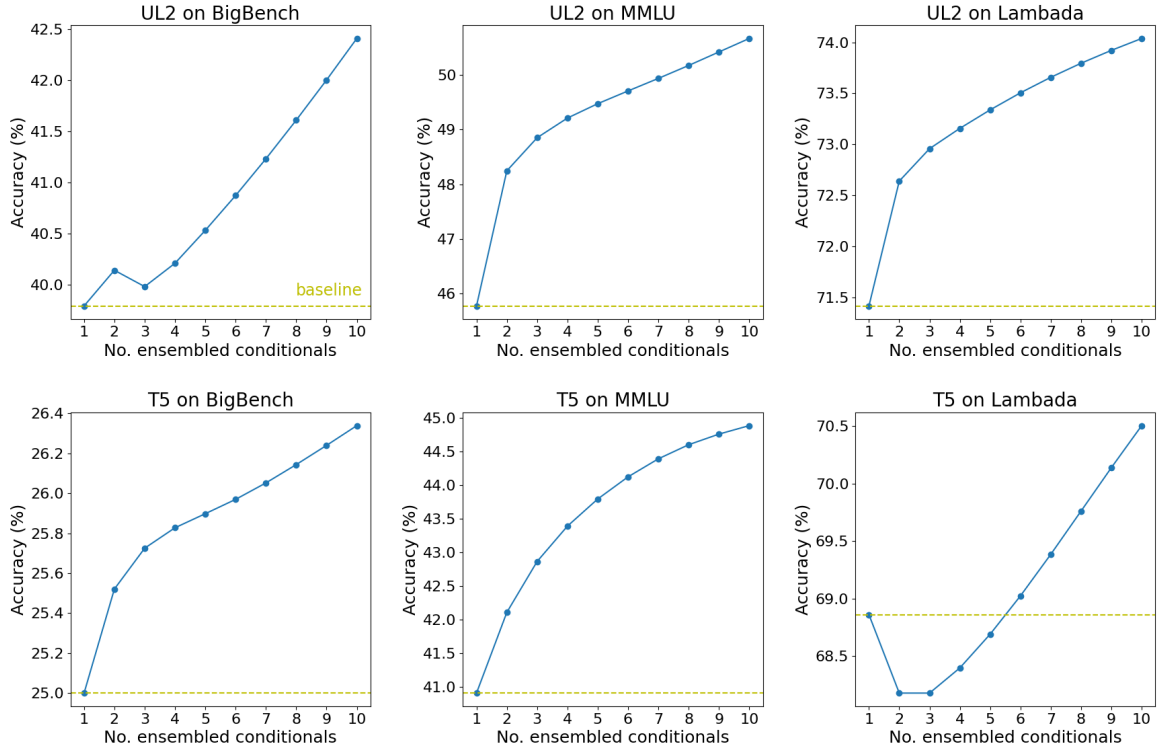 UL2 on BigBench
Accuracy (%)
42.5
42.0
41.5
41.0
40.5
40.0
baseline
1 2 3 4 5 6 7 8 9 10
No. ensembled conditionals
UL2 on MMLU
Accuracy (%)
50
49
48
47
46
1 2 3 4 5 6 7 8 9 10
No. ensembled conditionals
UL2 on Lambada
Accuracy (%)
74.0
73.5
73.0
72.5
72.0
71.5
1 2 3 4 5 6 7 8 9 10
No. ensembled conditionals
T5 on BigBench
Accuracy (%)
26.4
26.2
26.0
25.8
25.6
25.4
25.2
25.0
1 2 3 4 5 6 7 8 9 10
No. ensembled conditionals
T5 on MMLU
Accuracy (%)
45.0
44.5
44.0
43.5
43.0
42.5
42.0
41.5
41.0
1 2 3 4 5 6 7 8 9 10
No. ensembled conditionals
T5 on Lambada
Accuracy (%)
70.5
70.0
69.5
69.0
68.5
1 2 3 4 5 6 7 8 9 10
No. ensembled conditionals